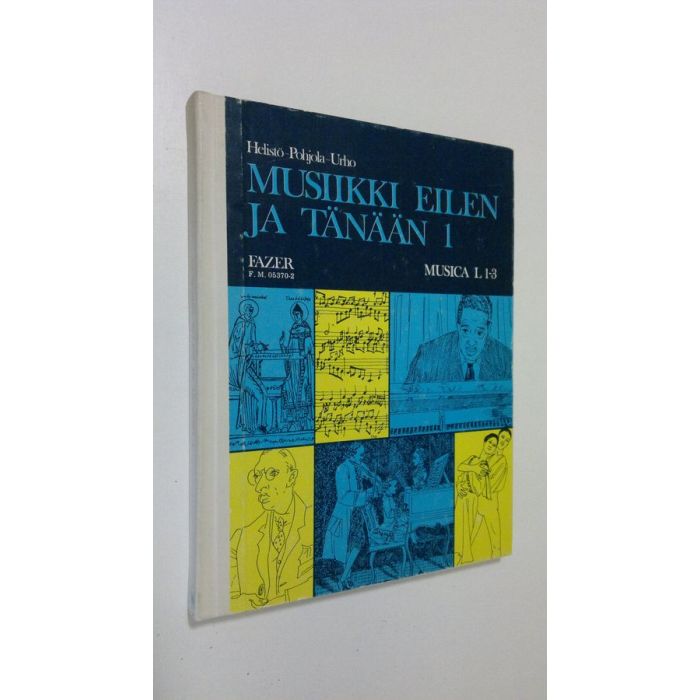 Helistö-Pohjola-Urho
MUSIIKKI EILEN
JA TÄNÄÄN 1
FAZER
F. M. 05370-2
MUSICA L 1-3